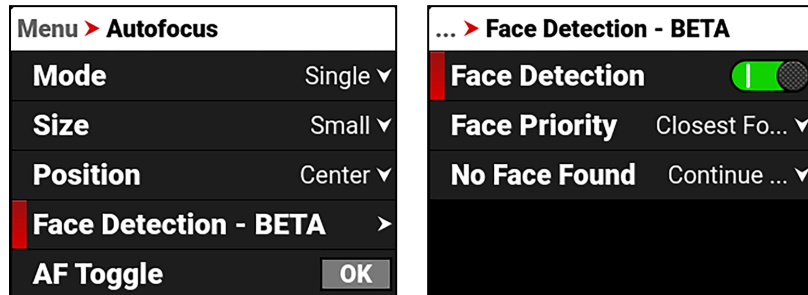 Menu > Autofocus
Mode Single
Size Small
Position Center
Face Detection - BETA
AF Toggle OK
... > Face Detection - BETA
Face Detection
Face Priority Closest Fo...
No Face Found Continue ...